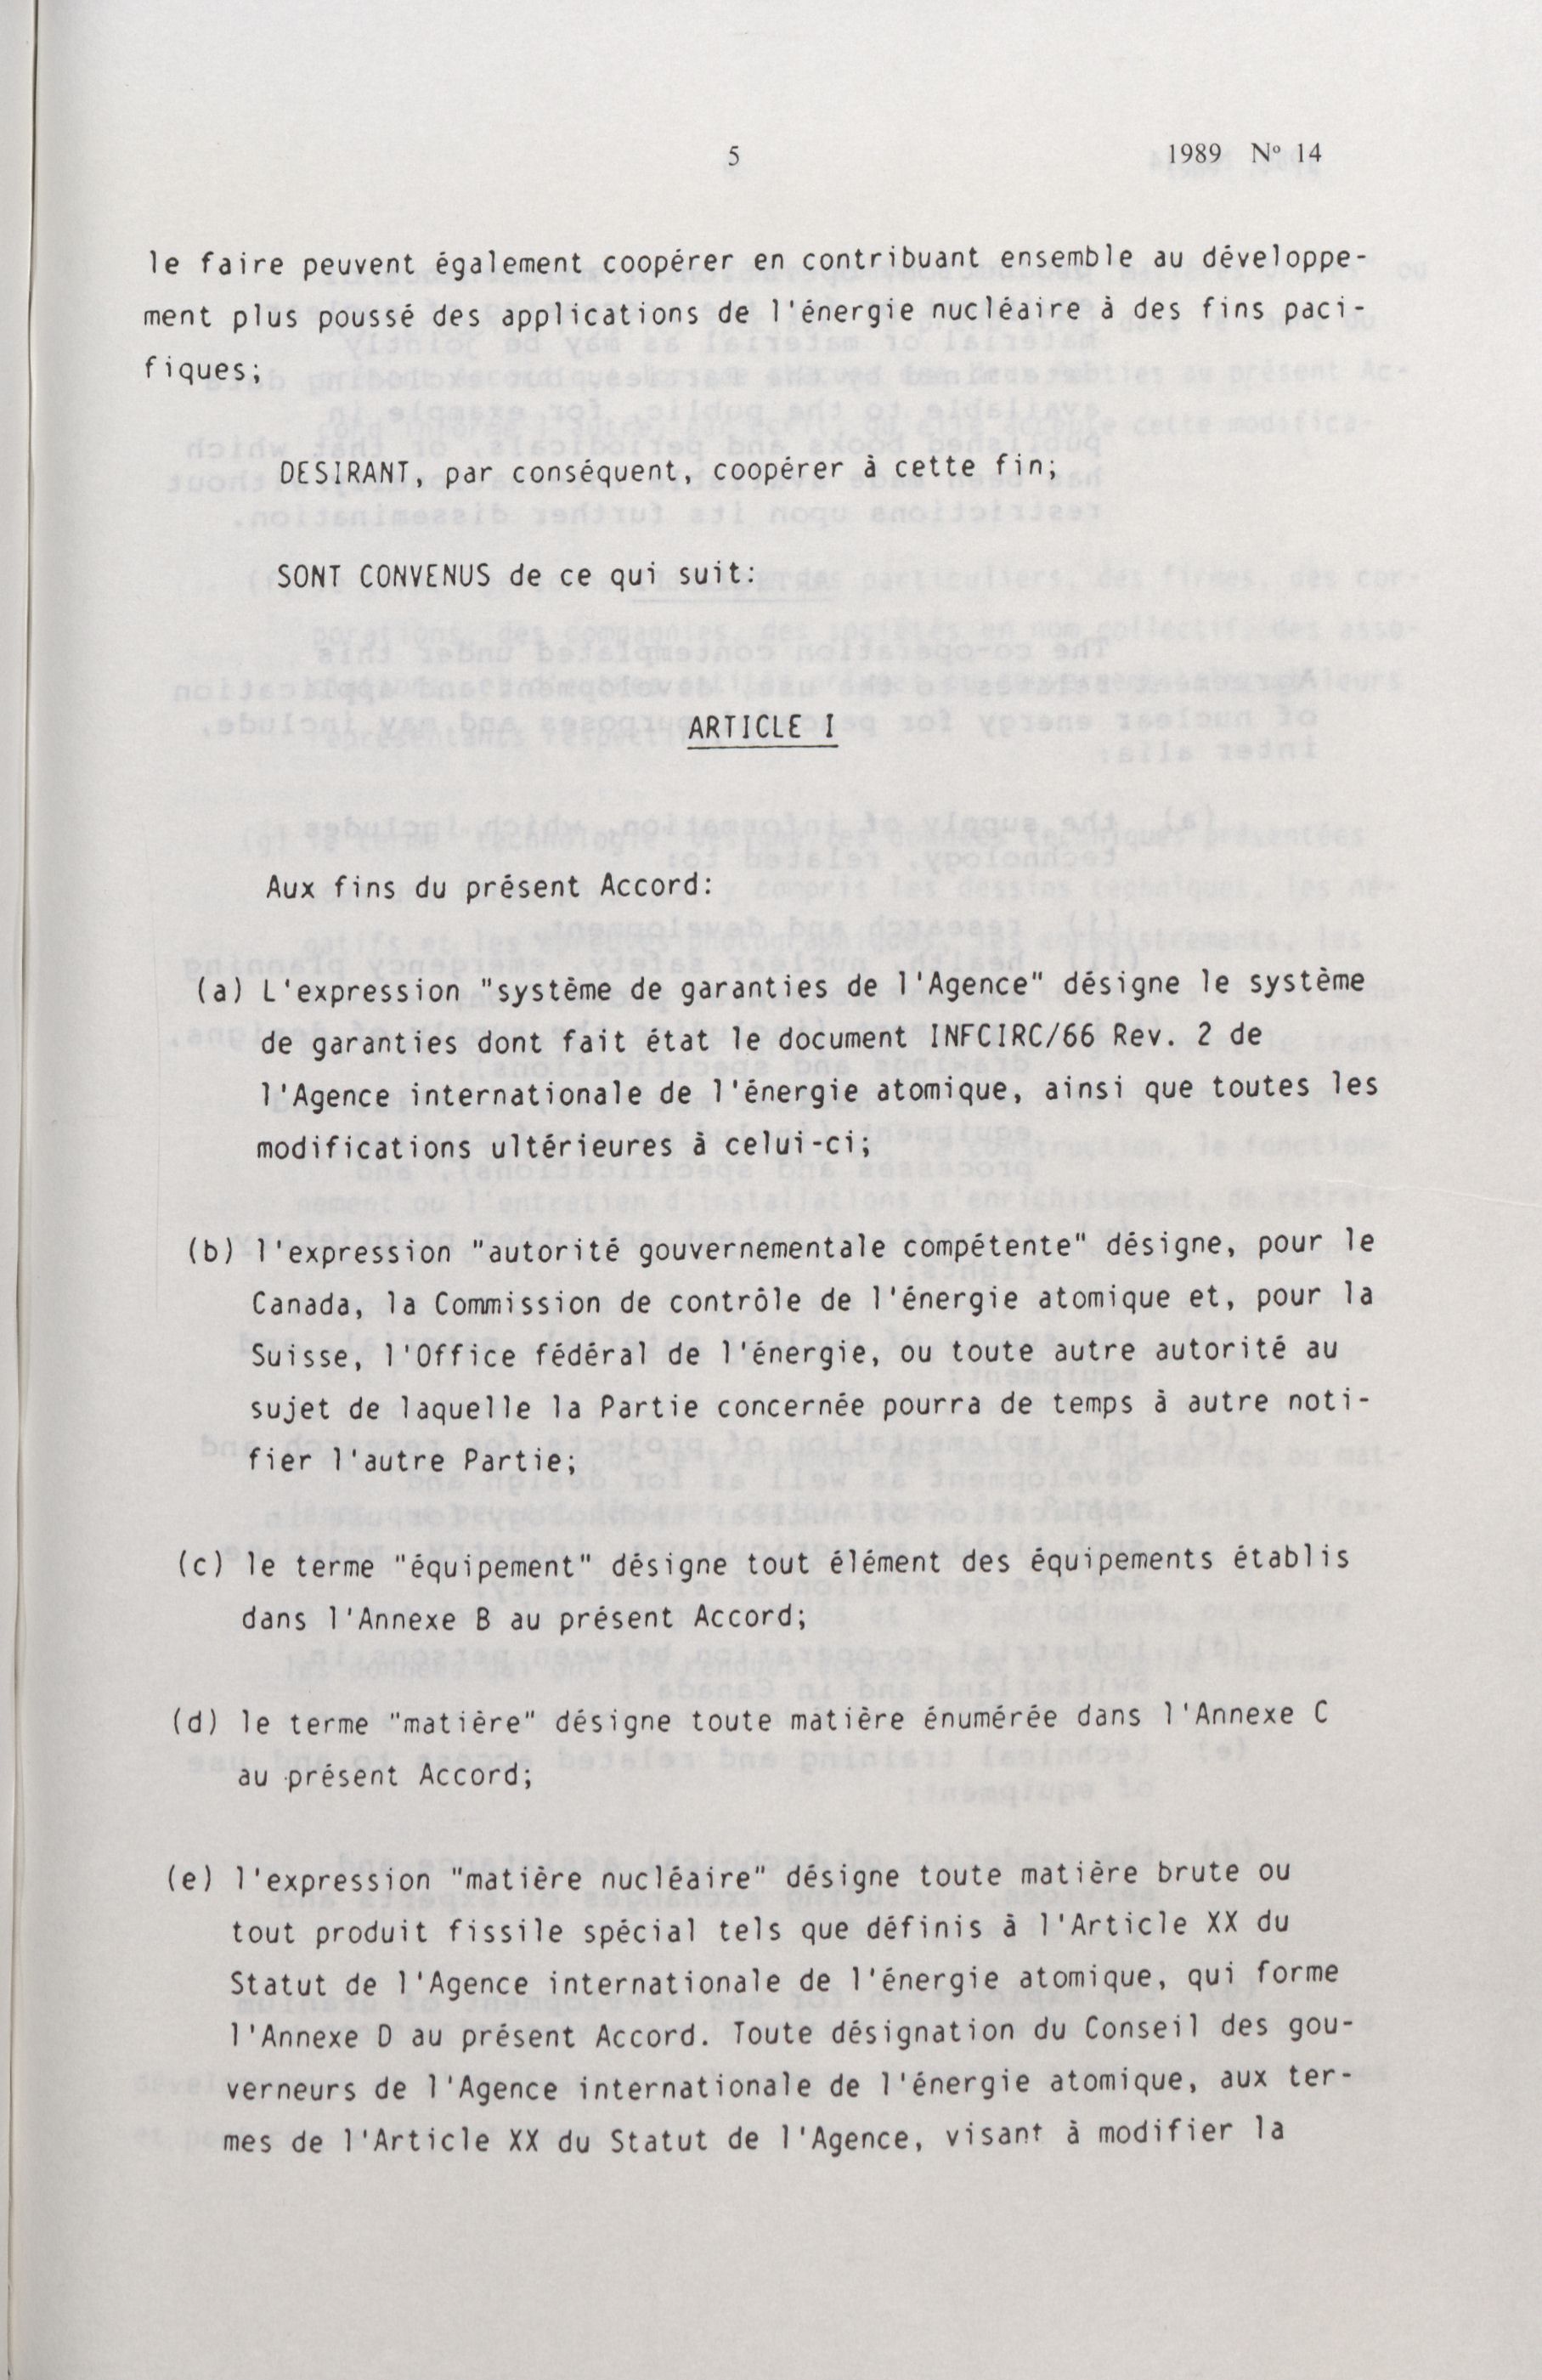 5
1989 Nº 14
le faire peuvent également coopérer en contribuant ensemble au développe-
ment plus poussé des applications de l'énergie nucléaire à des fins paci-
fiques;
DESIRANT, par conséquent, coopérer à cette fin;
SONT CONVENUS de ce qui suit:
ARTICLE I
Aux fins du présent Accord:
(a) L'expression "système de garanties de l'Agence" désigne le système
de garanties dont fait état le document INFCIRC/66 Rev. 2 de
l'Agence internationale de l'énergie atomique, ainsi que toutes les
modifications ultérieures à celui-ci;
(b) l'expression "autorité gouvernementale compétente" désigne, pour le
Canada, la Commission de contrôle de l'énergie atomique et, pour la
Suisse, l'Office fédéral de l'énergie, ou toute autre autorité au
sujet de laquelle la Partie concernée pourra de temps à autre noti-
fier l'autre Partie;
(c) le terme "équipement" désigne tout élément des équipements établis
dans l'Annexe B au présent Accord;
(d) le terme "matière" désigne toute matière énumérée dans l'Annexe C
au présent Accord;
(e) l'expression "matière nucléaire" désigne toute matière brute ou
tout produit fissile spécial tels que définis à l'Article XX du
Statut de l'Agence internationale de l'énergie atomique, qui forme
l'Annexe D au présent Accord. Toute désignation du Conseil des gou-
verneurs de l'Agence internationale de l'énergie atomique, aux ter-
mes de l'Article XX du Statut de l'Agence, visant à modifier la